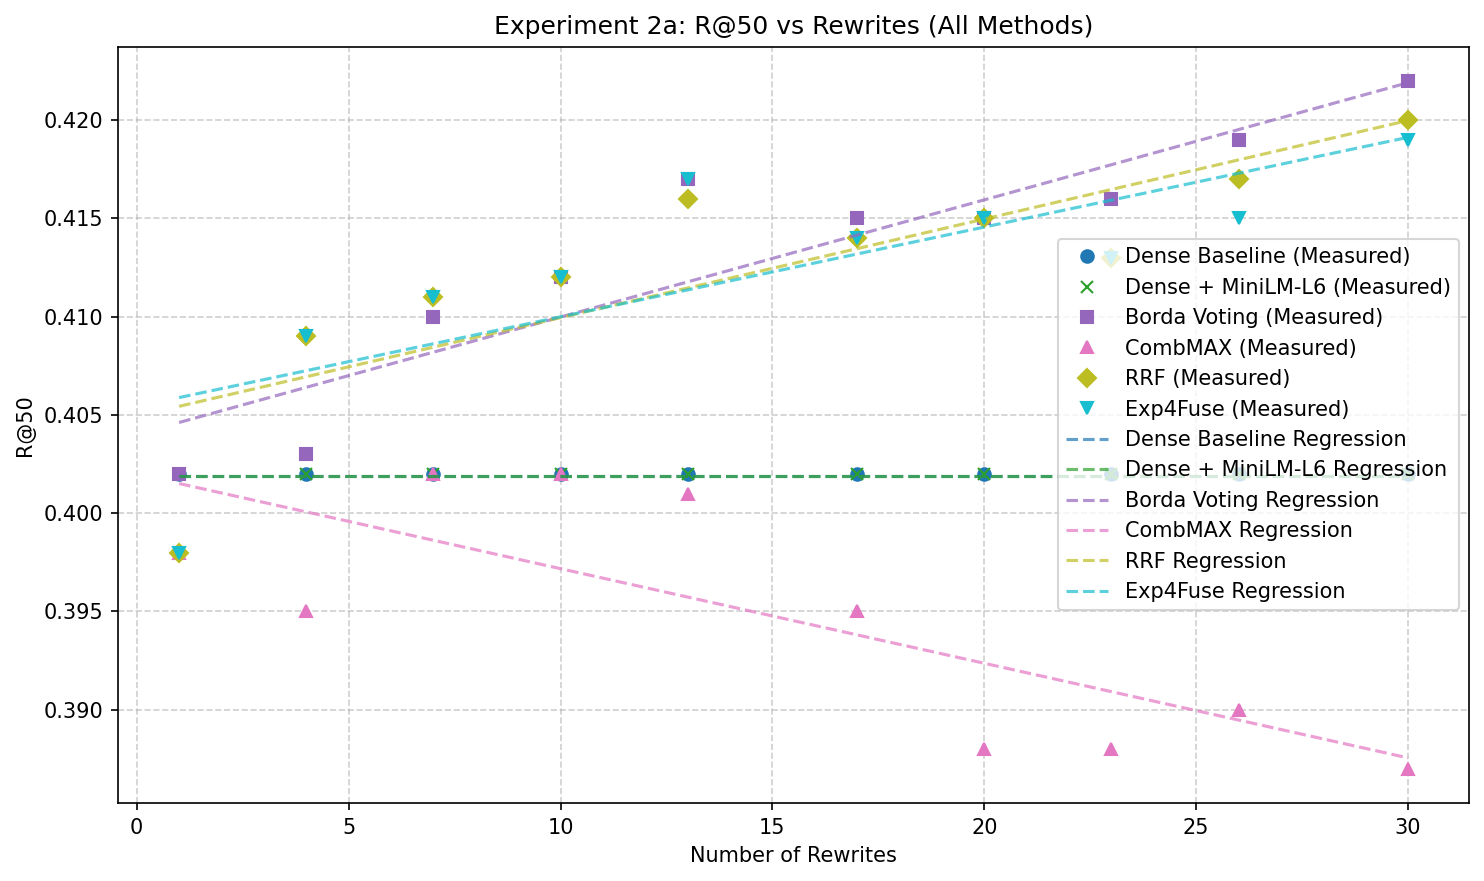 Experiment 2a: R@50 vs Rewrites (All Methods)
R@50
0.420
0.415
0.410
0.405
0.400
0.395
0.390
Dense Baseline (Measured)
Dense + MiniLM-L6 (Measured)
Borda Voting (Measured)
CombMAX (Measured)
RRF (Measured)
Exp4Fuse (Measured)
Dense Baseline Regression
Dense + MiniLM-L6 Regression
Borda Voting Regression
CombMAX Regression
RRF Regression
Exp4Fuse Regression
0 5 10 15 20 25 30
Number of Rewrites